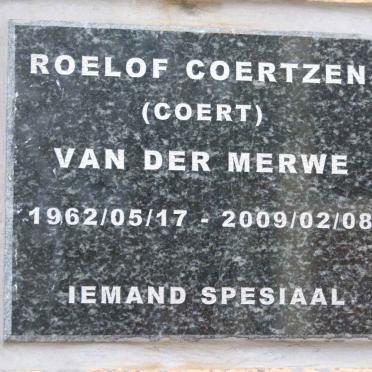 ROELOF COERTZEN
(COERT)
VAN DER MERWE
1962/05/17 - 2009/02/08
IEMAND SPESIAAL